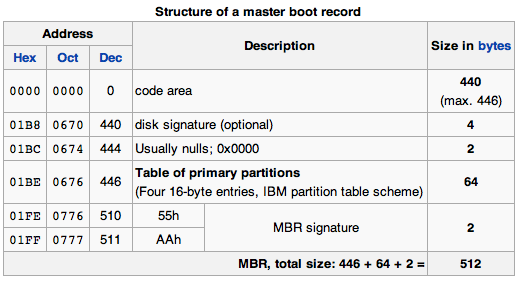 Structure of a master boot record
Address Description Size in bytes
Hex Oct Dec
0000 0000 0 code area 440
(max. 446)
01B8 0670 440 disk signature (optional) 4
01BC 0674 444 Usually nulls; 0x0000 2
01BE 0676 446 Table of primary partitions
(Four 16-byte entries, IBM partition table scheme) 64
01FE 0776 510 55h MBR signature 2
01FF 0777 511 AAh
MBR, total size: 446 + 64 + 2 = 512